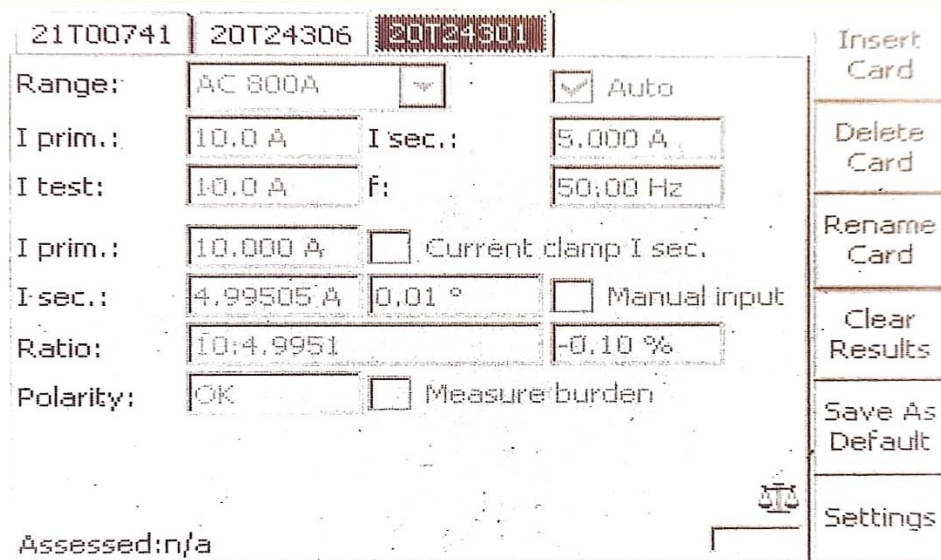 21T00741 20T24306 20T24301
Range: AC 800A Auto
I prim.: 10.0 A I sec.: 5.000 A
I test: 10.0 A f: 50.00 Hz
I prim.: 10.000 A Current clamp I sec.
I sec.: 4.99505 A 0.01 ° Manual input
Ratio: 10:4.9951 -0.10 %
Polarity: OK Measure burden
Assessed:n/a
Insert
Card
Delete
Card
Rename
Card
Clear
Results
Save As
Default
Settings